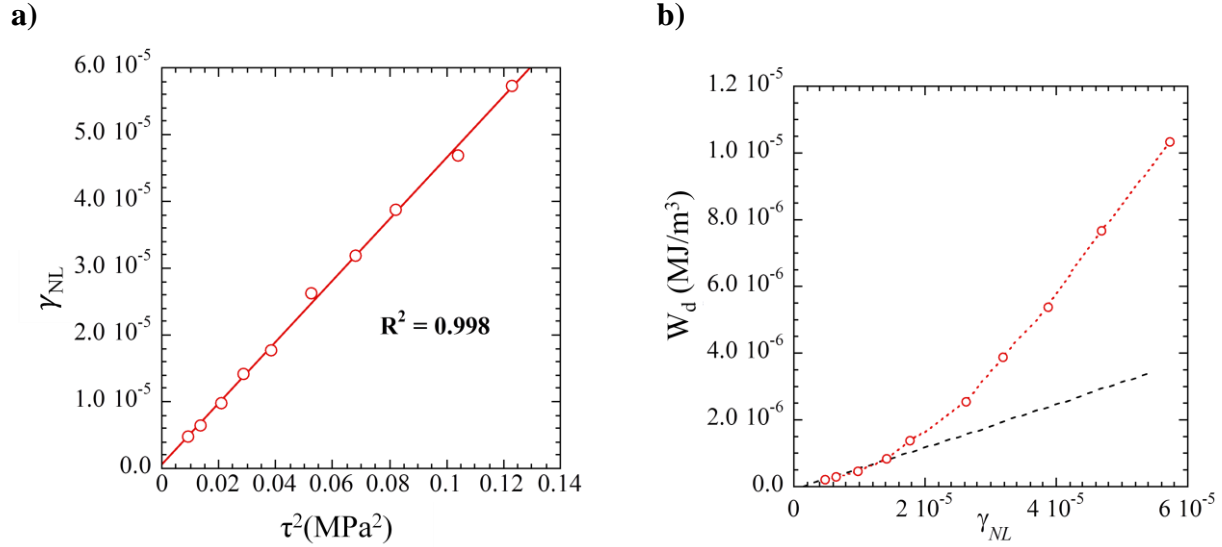 a)
6.0 10⁻⁵
5.0 10⁻⁵
4.0 10⁻⁵
3.0 10⁻⁵
2.0 10⁻⁵
1.0 10⁻⁵
0.0
γNL
R² = 0.998
0 0.02 0.04 0.06 0.08 0.1 0.12 0.14
τ²(MPa²)
b)
1.2 10⁻⁵
1.0 10⁻⁵
8.0 10⁻⁶
6.0 10⁻⁶
4.0 10⁻⁶
2.0 10⁻⁶
0.0
W_d (MJ/m³)
0 2 10⁻⁵ 4 10⁻⁵ 6 10⁻⁵
γNL